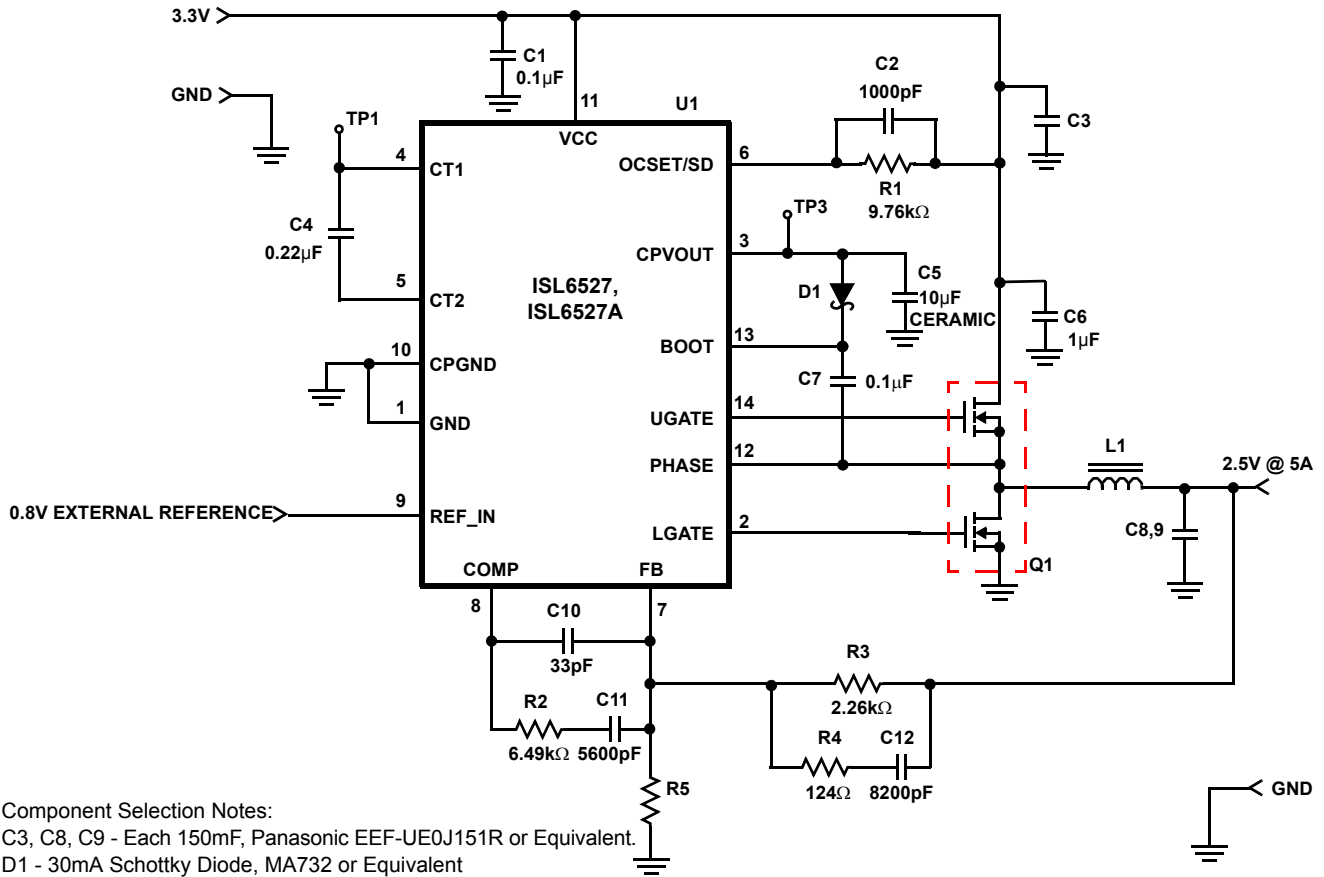 3.3V
C1
0.1µF
C2
1000pF
GND
11
U1
C3
TP1
VCC
4
CT1
OCSET/SD
6
R1
9.76kΩ
TP3
C4
0.22µF
CPVOUT
3
C5
10µF
CERAMIC
5
CT2
ISL6527,
ISL6527A
D1
C6
1µF
10
CPGND
BOOT
13
C7
0.1µF
1
GND
UGATE
14
PHASE
12
L1
2.5V @ 5A
0.8V EXTERNAL REFERENCE
9
REF_IN
LGATE
2
C8,9
Q1
COMP
FB
8
7
C10
33pF
R3
2.26kΩ
R2
6.49kΩ
C11
5600pF
R4
124Ω
C12
8200pF
R5
GND
Component Selection Notes:
C3, C8, C9 - Each 150mF, Panasonic EEF-UE0J151R or Equivalent.
D1 - 30mA Schottky Diode, MA732 or Equivalent